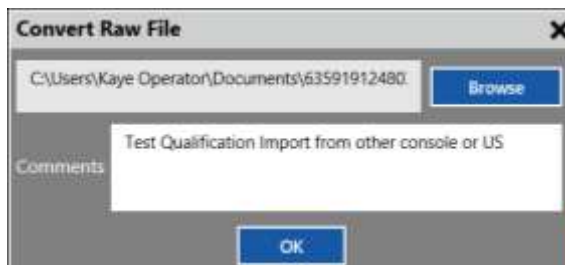 Convert Raw File
C:\Users\Kaye Operator\Documents\63591912480.
Browse
Comments
Test Qualification Import from other console or US
OK